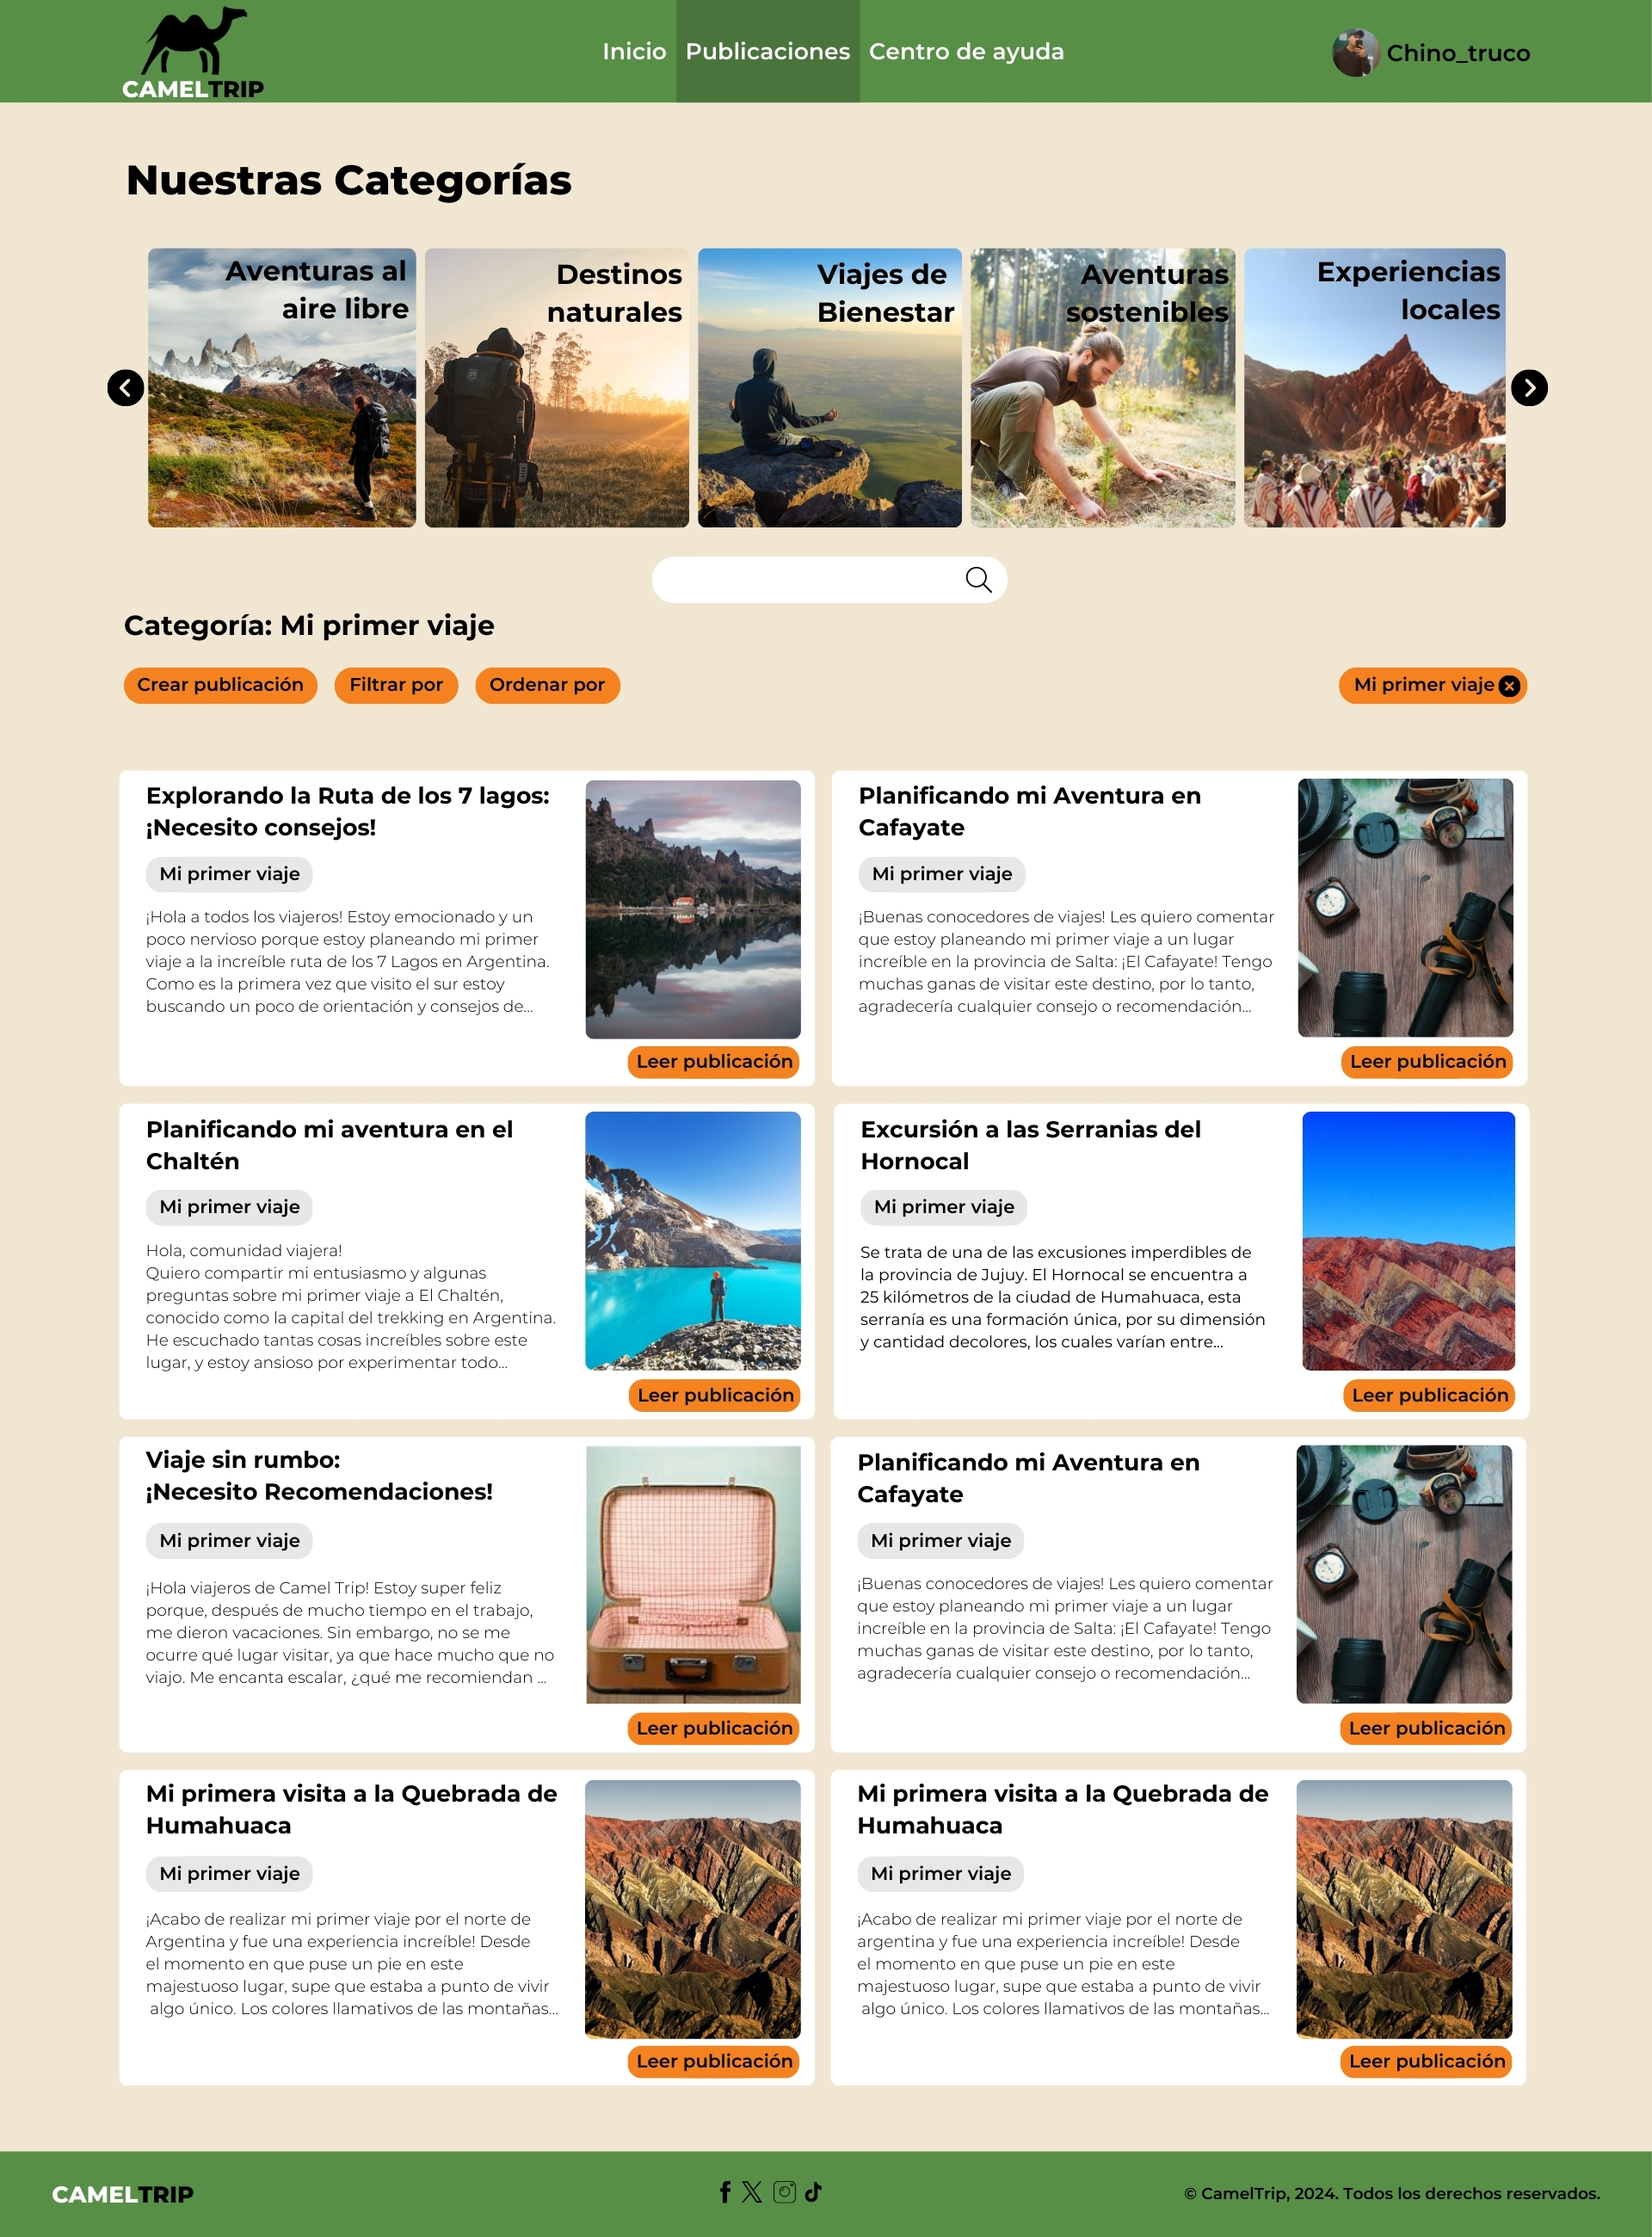 CAMELTRIP
Inicio Publicaciones Centro de ayuda
Chino_truco
Nuestras Categorías
Aventuras al
aire libre
Destinos
naturales
Viajes de
Bienestar
Aventuras
sostenibles
Experiencias
locales
Categoría: Mi primer viaje
Crear publicación
Filtrar por
Ordenar por
Mi primer viaje
Explorando la Ruta de los 7 lagos:
¡Necesito consejos!
Mi primer viaje
¡Hola a todos los viajeros! Estoy emocionado y un
poco nervioso porque estoy planeando mi primer
viaje a la increíble ruta de los 7 Lagos en Argentina.
Como es la primera vez que visito el sur estoy
buscando un poco de orientación y consejos de...
Leer publicación
Planificando mi Aventura en
Cafayate
Mi primer viaje
¡Buenas conocedores de viajes! Les quiero comentar
que estoy planeando mi primer viaje a un lugar
increíble en la provincia de Salta: ¡El Cafayate! Tengo
muchas ganas de visitar este destino, por lo tanto,
agradecería cualquier consejo o recomendación...
Leer publicación
Planificando mi aventura en el
Chaltén
Mi primer viaje
Hola, comunidad viajera!
Quiero compartir mi entusiasmo y algunas
preguntas sobre mi primer viaje a El Chaltén,
conocido como la capital del trekking en Argentina.
He escuchado tantas cosas increíbles sobre este
lugar, y estoy ansioso por experimentar todo...
Leer publicación
Excursión a las Serranias del
Hornocal
Mi primer viaje
Se trata de una de las excusiones imperdibles de
la provincia de Jujuy. El Hornocal se encuentra a
25 kilómetros de la ciudad de Humahuaca, esta
serranía es una formación única, por su dimensión
y cantidad decolores, los cuales varían entre...
Leer publicación
Viaje sin rumbo:
¡Necesito Recomendaciones!
Mi primer viaje
¡Hola viajeros de Camel Trip! Estoy super feliz
porque, después de mucho tiempo en el trabajo,
me dieron vacaciones. Sin embargo, no se me
ocurre qué lugar visitar, ya que hace mucho que no
viajo. Me encanta escalar, ¿qué me recomiendan ...
Leer publicación
Planificando mi Aventura en
Cafayate
Mi primer viaje
¡Buenas conocedores de viajes! Les quiero comentar
que estoy planeando mi primer viaje a un lugar
increíble en la provincia de Salta: ¡El Cafayate! Tengo
muchas ganas de visitar este destino, por lo tanto,
agradecería cualquier consejo o recomendación...
Leer publicación
Mi primera visita a la Quebrada de
Humahuaca
Mi primer viaje
¡Acabo de realizar mi primer viaje por el norte de
Argentina y fue una experiencia increíble! Desde
el momento en que puse un pie en este
majestuoso lugar, supe que estaba a punto de vivir
algo único. Los colores llamativos de las montañas...
Leer publicación
Mi primera visita a la Quebrada de
Humahuaca
Mi primer viaje
¡Acabo de realizar mi primer viaje por el norte de
argentina y fue una experiencia increíble! Desde
el momento en que puse un pie en este
majestuoso lugar, supe que estaba a punto de vivir
algo único. Los colores llamativos de las montañas...
Leer publicación
CAMELTRIP
© CamelTrip, 2024. Todos los derechos reservados.